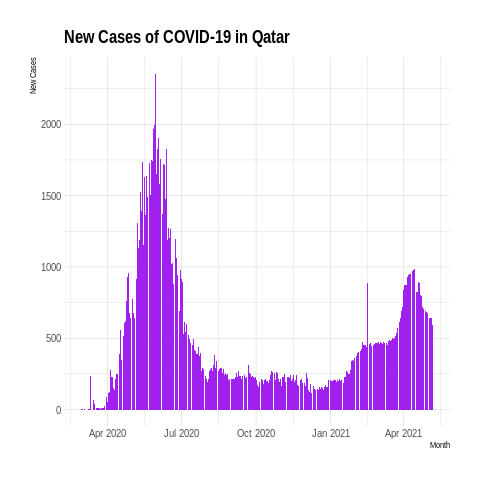 New Cases of COVID-19 in Qatar
New Cases
2000
1500
1000
500
0
Apr 2020 Jul 2020 Oct 2020 Jan 2021 Apr 2021
Month